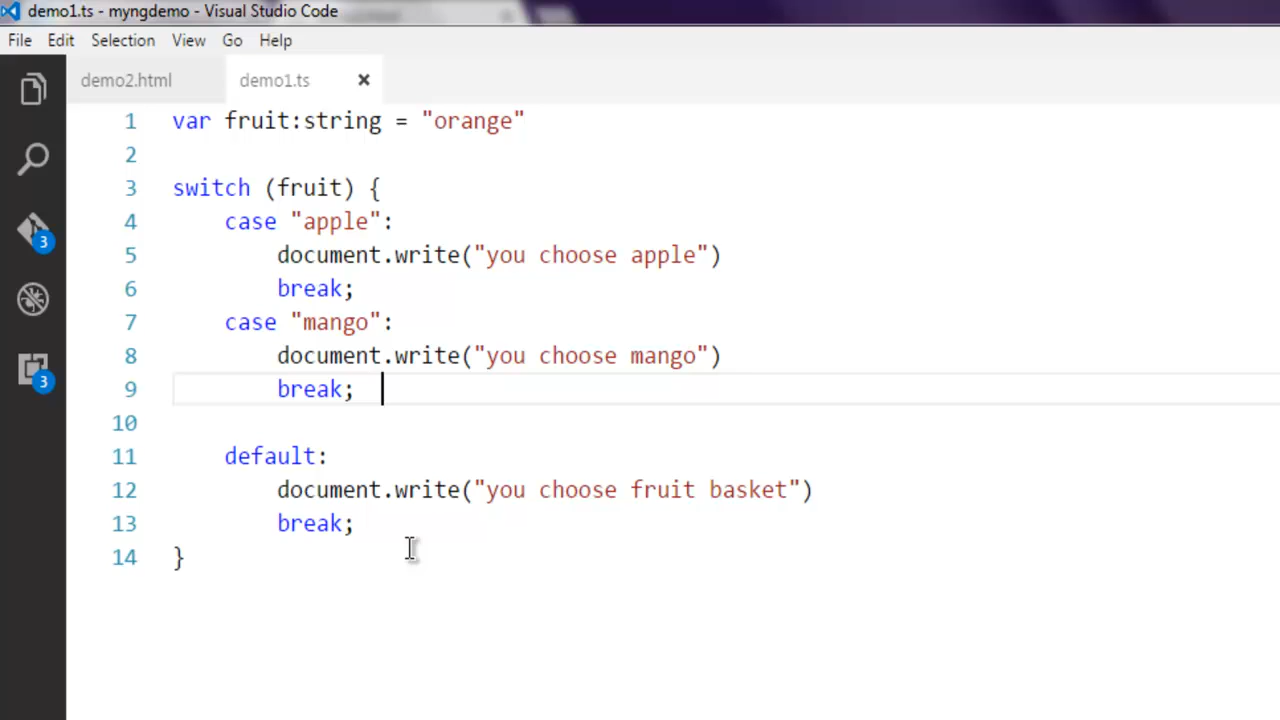 demo1.ts - myngdemo - Visual Studio Code
File Edit Selection View Go Help
demo2.html demo1.ts
1 var fruit:string = "orange"
2
3 switch (fruit) {
4 case "apple":
5 document.write("you choose apple")
6 break;
7 case "mango":
8 document.write("you choose mango")
9 break;
10
11 default:
12 document.write("you choose fruit basket")
13 break;
14 }
3
3